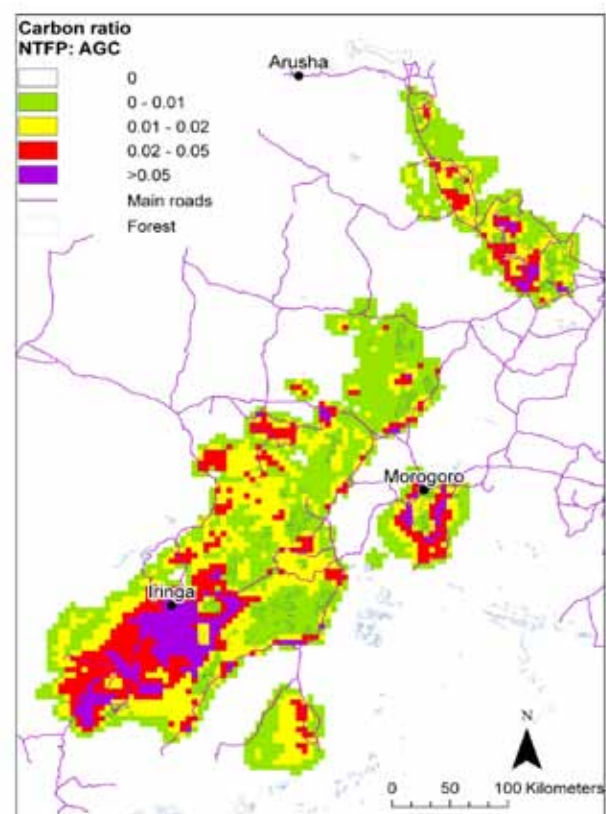 Carbon ratio
NTFP: AGC
0
0 - 0.01
0.01 - 0.02
0.02 - 0.05
>0.05
Main roads
Forest
Arusha
Morogoro
Iringa
N
0 50 100 Kilometers